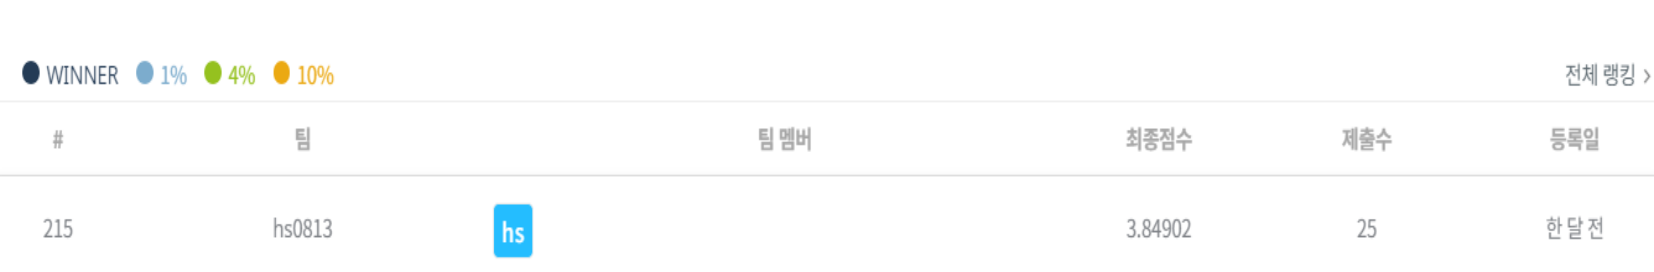 WINNER 1% 4% 10% 전체 랭킹 >
# 팀 팀 멤버 최종점수 제출수 등록일
215 hs0813 hs 3.84902 25 한 달 전